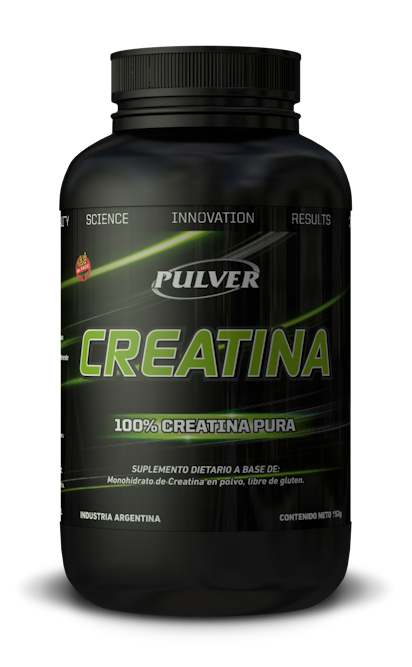 SCIENCE INNOVATION RESULTS
PULVER
CREATINA
100% CREATINA PURA
SUPLEMENTO DIETARIO A BASE DE:
Monohidrato de Creatina en polvo, libre de gluten.
INDUSTRIA ARGENTINA
CONTENIDO NETO